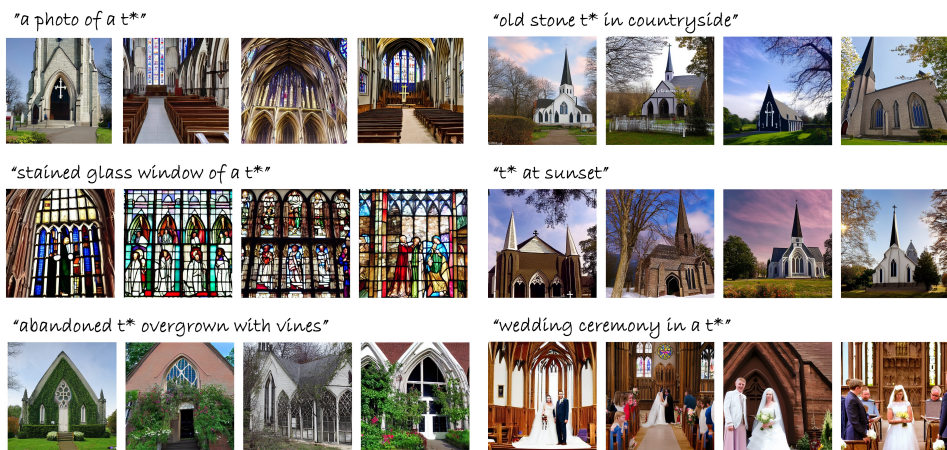 "a photo of a t*"
"old stone t* in countryside"
"stained glass window of a t*"
"t* at sunset"
"abandoned t* overgrown with vines"
"wedding ceremony in a t*"